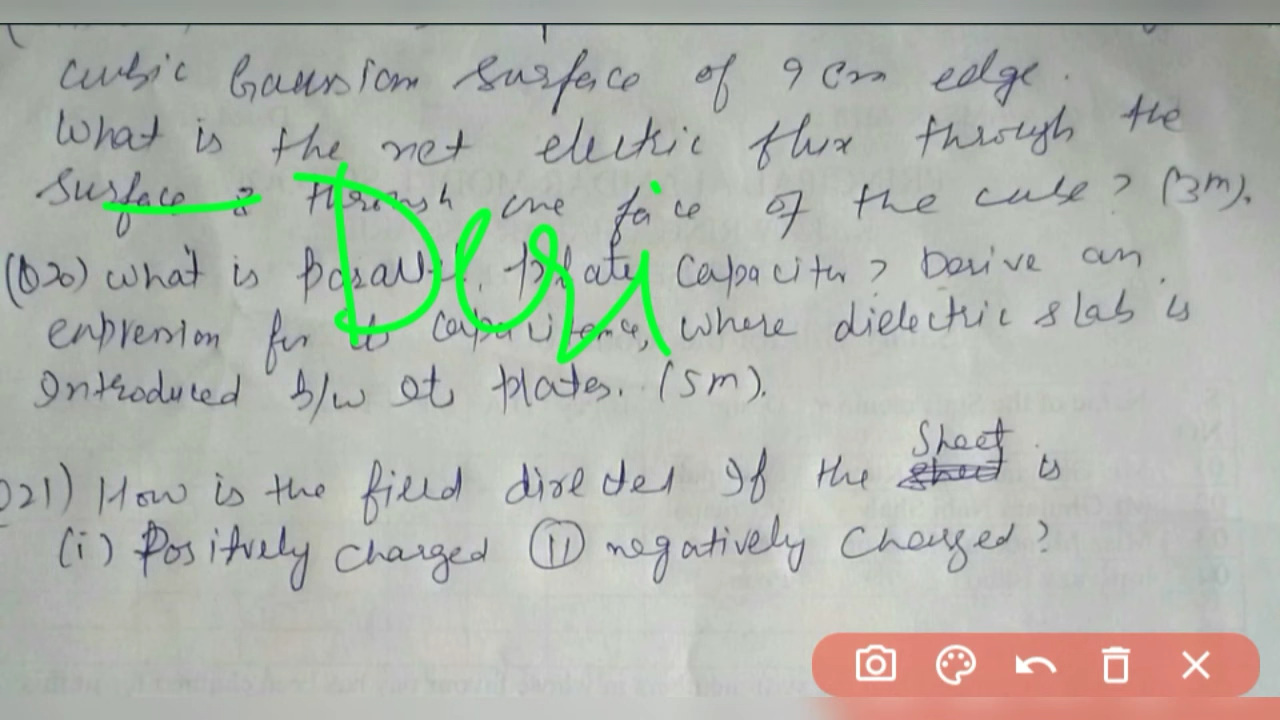 cubic Gaussian surface of 9 cm edge.
What is the net electric flux through the
surface & through one face of the cube? (3m).
(Q20) what is parallel plate capacitor? Derive an
expression for its capacitance, where dielectric slab is
introduced b/w its plates. (5m).
Sheet
Q21) How is the field directed If the sheet is
(i) Positively charged (ii) negatively charged?